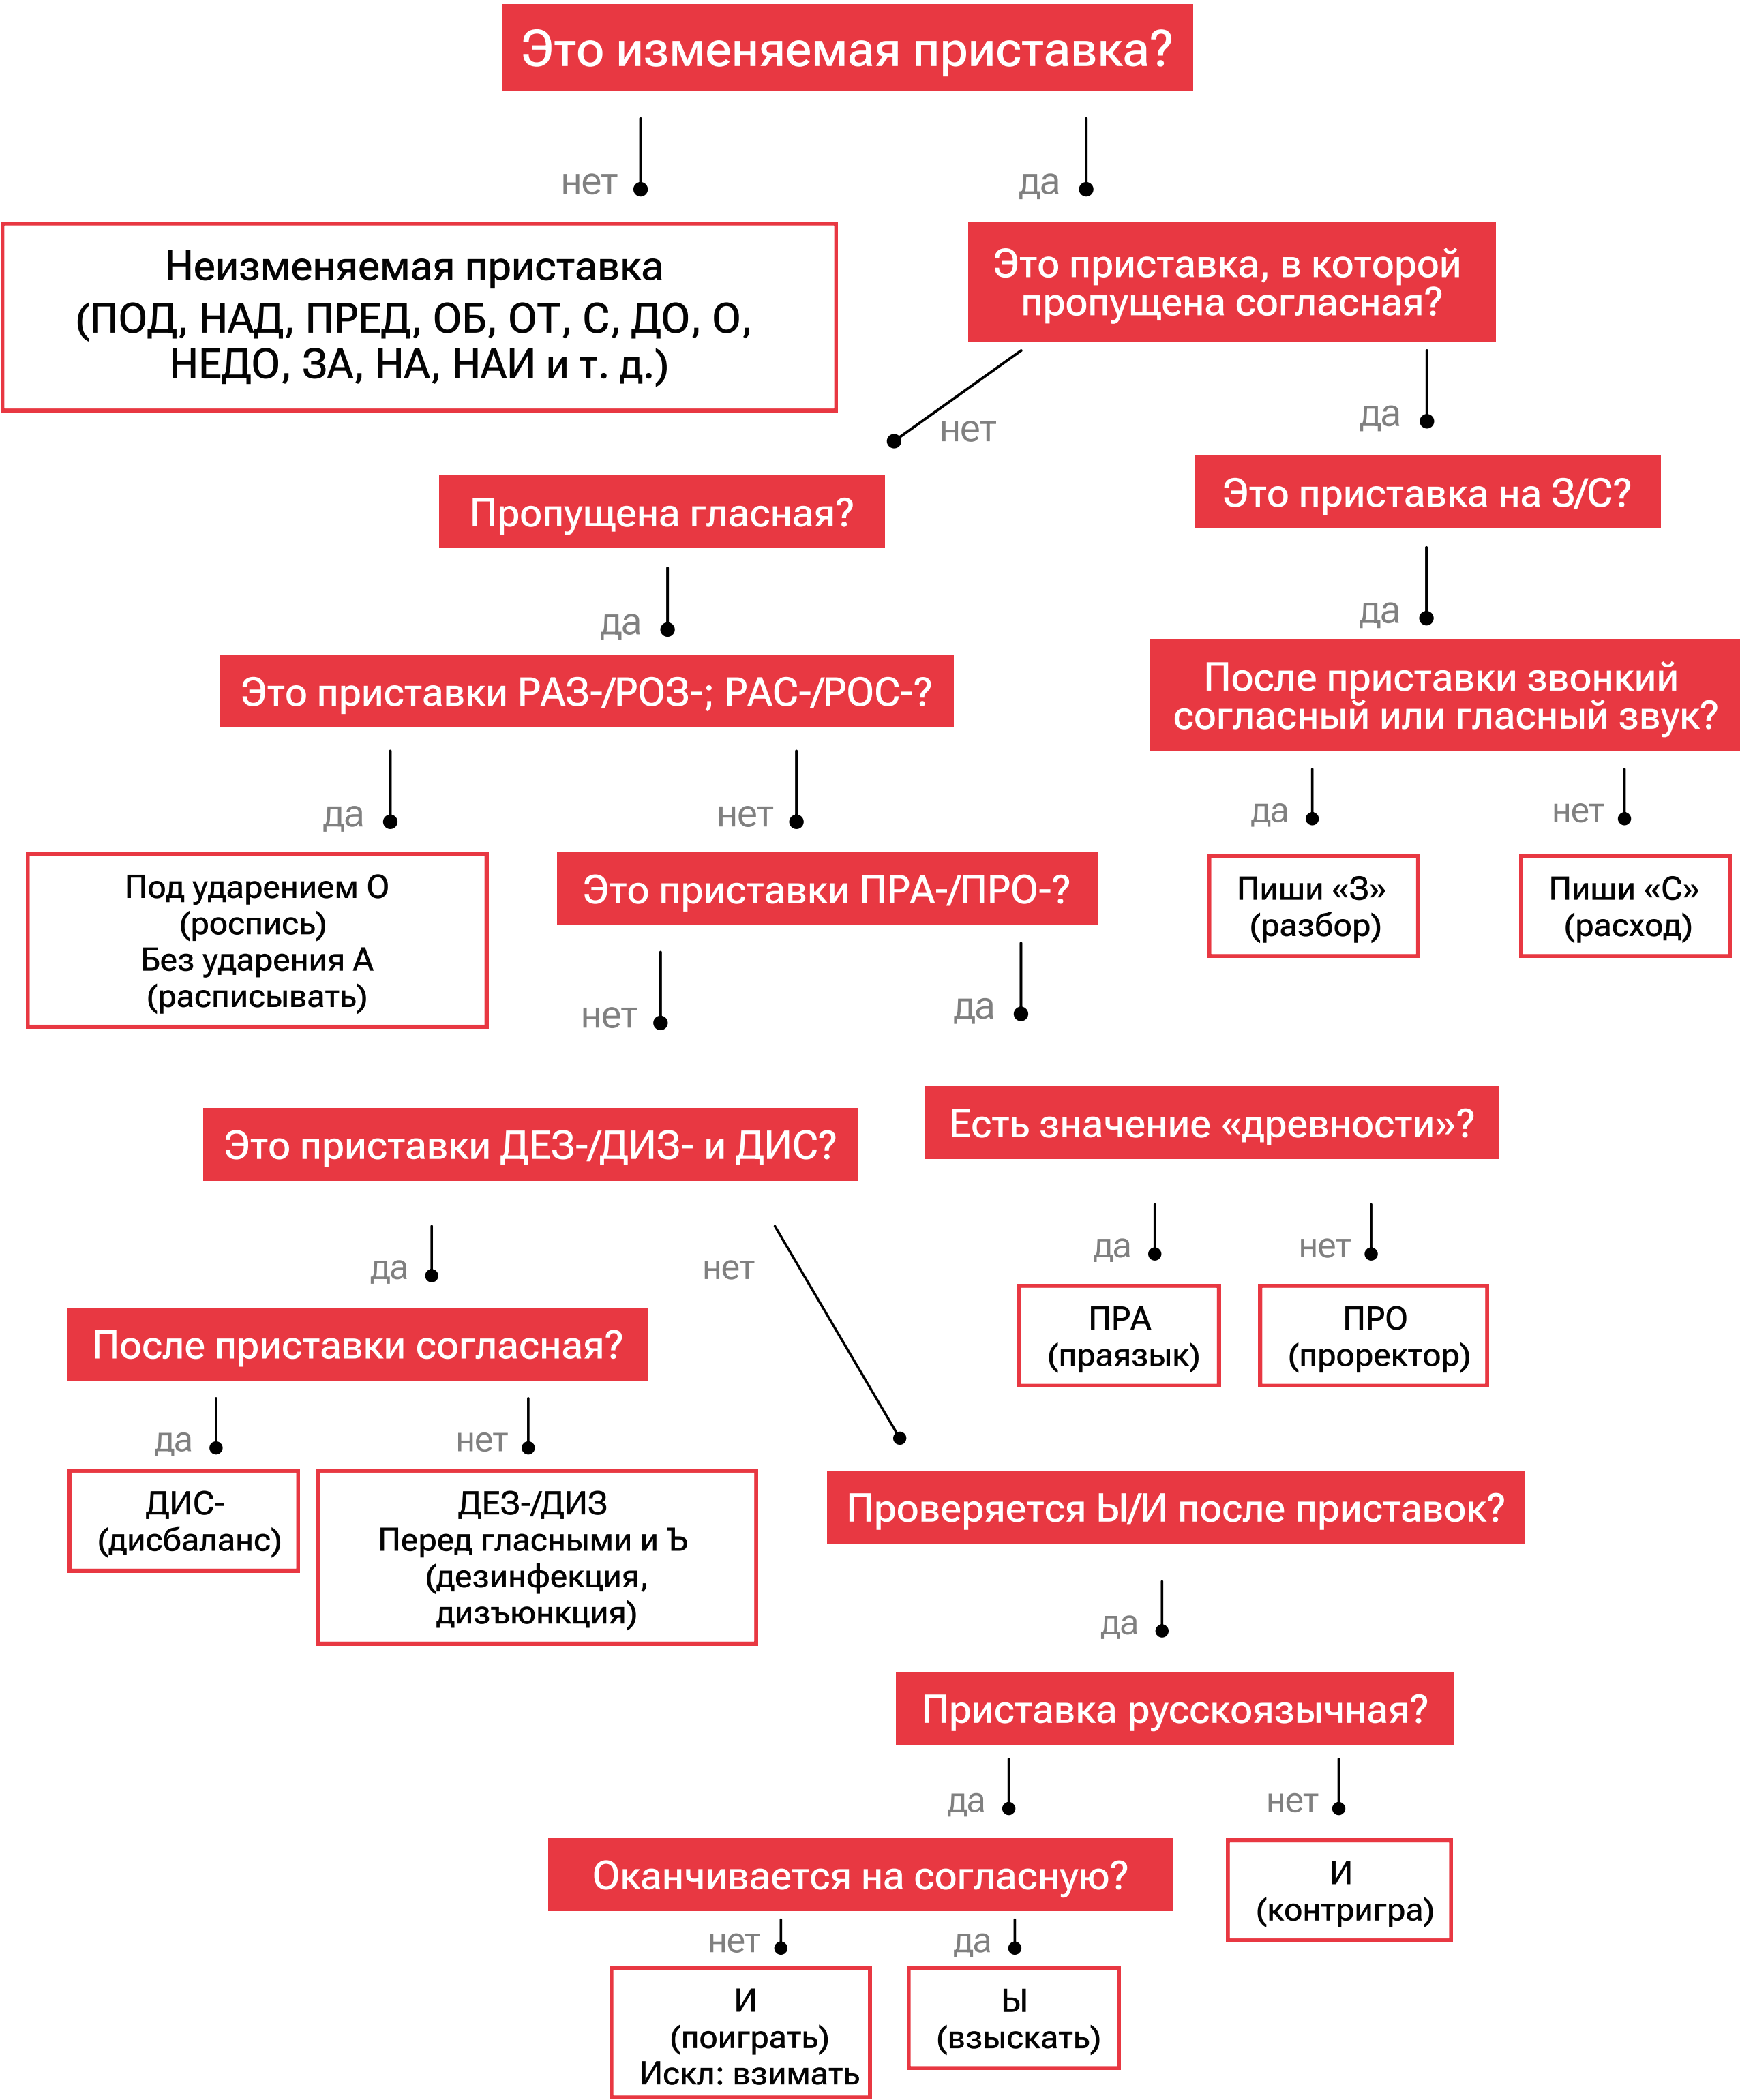 Это изменяемая приставка?
нет
да
Неизменяемая приставка
(ПОД, НАД, ПРЕД, ОБ, ОТ, С, ДО, О,
НЕДО, ЗА, НА, НАИ и т. д.)
Это приставка, в которой
пропущена согласная?
нет
да
Пропущена гласная?
Это приставка на З/С?
да
да
Это приставки РАЗ-/РОЗ-; РАС-/РОС-?
После приставки звонкий
согласный или гласный звук?
да
нет
да
нет
Под ударением О
(роспись)
Без ударения А
(расписывать)
Это приставки ПРА-/ПРО-?
Пиши «З»
(разбор)
Пиши «С»
(расход)
нет
да
Это приставки ДЕЗ-/ДИЗ- и ДИС?
Есть значение «древности»?
да
нет
да
нет
После приставки согласная?
ПРА
(праязык)
ПРО
(проректор)
да
нет
ДИС-
(дисбаланс)
ДЕЗ-/ДИЗ
Перед гласными и Ъ
(дезинфекция,
дизъюнкция)
Проверяется Ы/И после приставок?
да
Приставка русскоязычная?
да
нет
Оканчивается на согласную?
И
(контригра)
нет
да
И
(поиграть)
Искл: взимать
Ы
(взыскать)